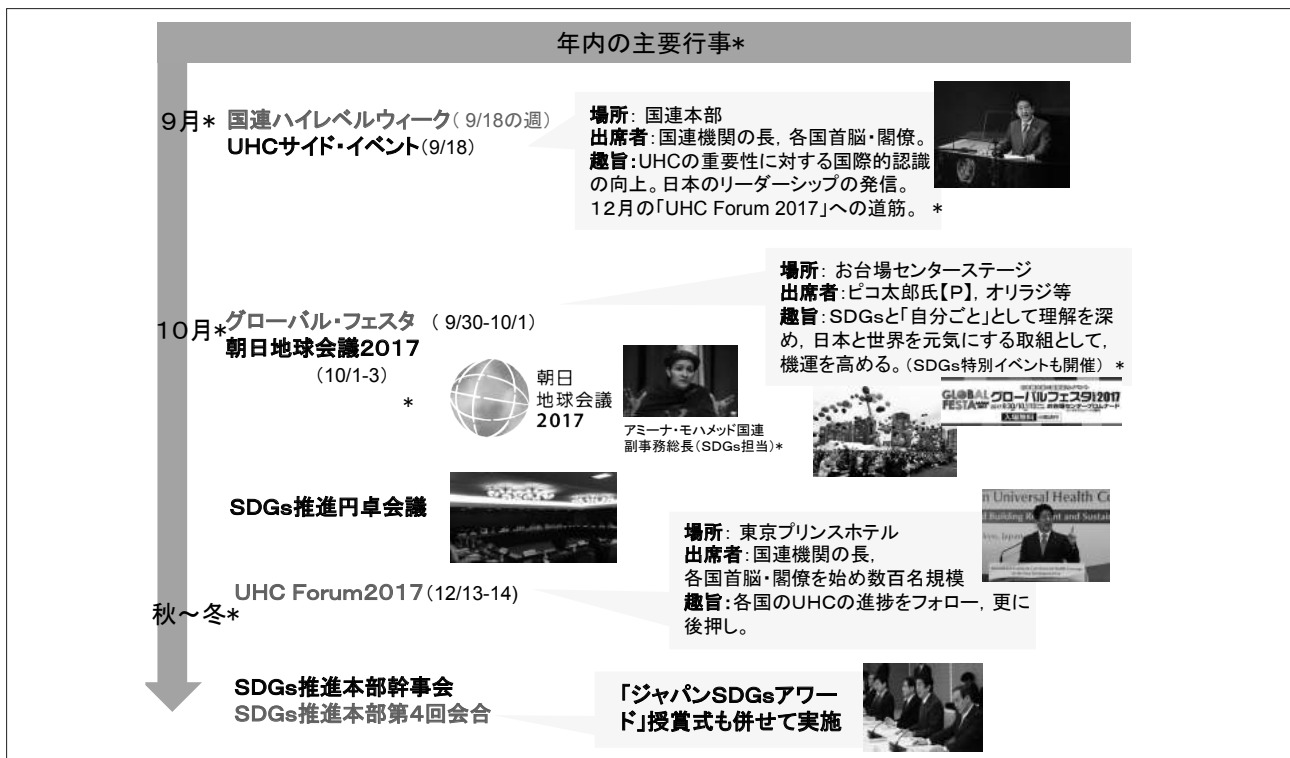 年内の主要行事*
9月*
国連ハイレベルウィーク( 9/18の週)
UHCサイド・イベント(9/18)
場所: 国連本部
出席者:国連機関の長, 各国首脳・閣僚。
趣旨:UHCの重要性に対する国際的認識
の向上。日本のリーダーシップの発信。
12月の「UHC Forum 2017」への道筋。 *
10月*
グローバル・フェスタ ( 9/30-10/1)
朝日地球会議2017
(10/1-3)
*
場所: お台場センターステージ
出席者:ピコ太郎氏【P】, オリラジ等
趣旨:SDGsと「自分ごと」として理解を深
め, 日本と世界を元気にする取組として,
機運を高める。(SDGs特別イベントも開催) *
朝日
地球会議
2017
アミーナ・モハメッド国連
副事務総長(SDGs担当)*
GLOBAL
FESTA
グローバルフェスタ
2017
入場無料
SDGs推進円卓会議
n Universal Health Co
d Building Re
nt and Sustai
kyo, Japan
場所: 東京プリンスホテル
出席者:国連機関の長,
各国首脳・閣僚を始め数百名規模
趣旨:各国のUHCの進捗をフォロー, 更に
後押し。
UHC Forum2017(12/13-14)
秋～冬*
SDGs推進本部幹事会
SDGs推進本部第4回会合
「ジャパンSDGsアワー
ド」授賞式も併せて実施